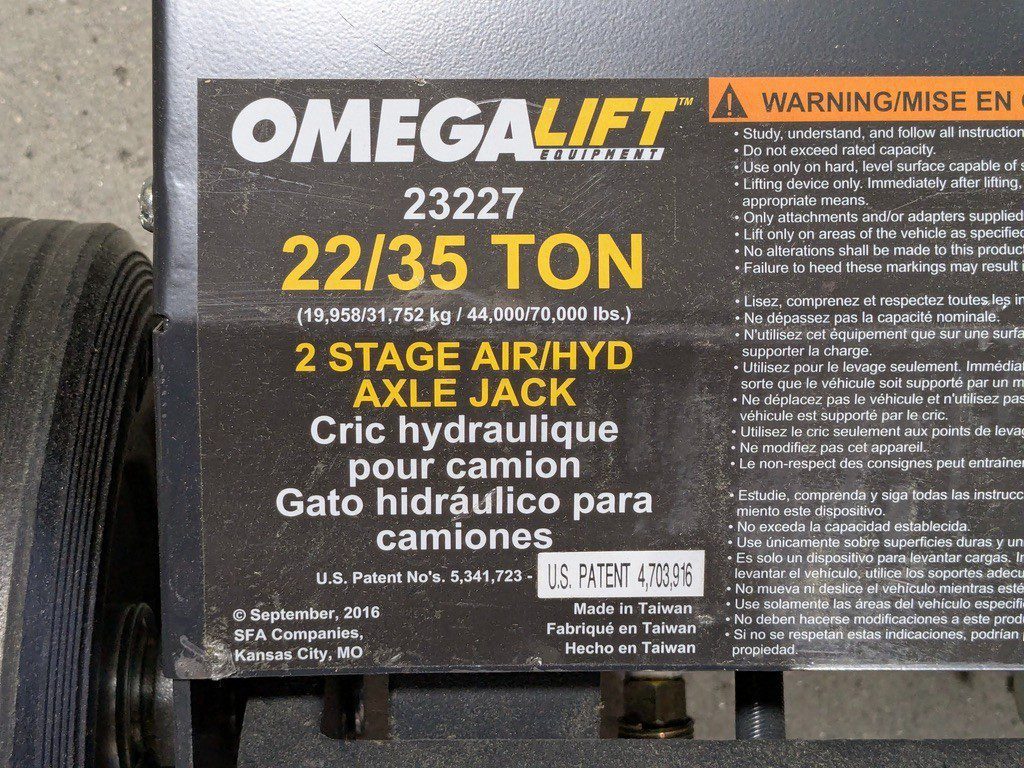 OMEGALIFT™
EQUIPMENT
23227
22/35 TON
(19,958/31,752 kg / 44,000/70,000 lbs.)
2 STAGE AIR/HYD
AXLE JACK
Cric hydraulique
pour camion
Gato hidráulico para
camiones
U.S. Patent No's. 5,341,723 - U.S. PATENT 4,703,916
© September, 2016
SFA Companies,
Kansas City, MO
Made in Taiwan
Fabriqué en Taiwan
Hecho en Taiwan
WARNING/MISE EN
• Study, understand, and follow all instruction
• Do not exceed rated capacity.
• Use only on hard, level surface capable of
• Lifting device only. Immediately after lifting,
appropriate means.
• Only attachments and/or adapters supplied
• Lift only on areas of the vehicle as specified
No alterations shall be made to this product
• Failure to heed these markings may result
• Lisez, comprenez et respectez toutes les
• Ne dépassez pas la capacité nominale.
• N'utilisez cet équipement que sur une surfa
supporter la charge.
• Utilisez pour le levage seulement. Immédia
sorte que le véhicule soit supporté par un
• Ne déplacez pas le véhicule et n'utilisez pas
véhicule est supporté par le cric.
• Utilisez le cric seulement aux points de leva
• Ne modifiez pas cet appareil.
• Le non-respect des consignes peut entraîner
• Estudie, comprenda y siga todas las instrucc
miento este dispositivo.
• No exceda la capacidad establecida.
• Use únicamente sobre superficies duras y
• Es solo un dispositivo para levantar cargas.
levantar el vehículo, utilice los soportes adecu
• No mueva ni deslice el vehículo mientras esté
• Use solamente las áreas del vehículo especifi
• No deben hacerse modificaciones a este prod
• Si no se respetan estas indicaciones, podrían
propiedad.